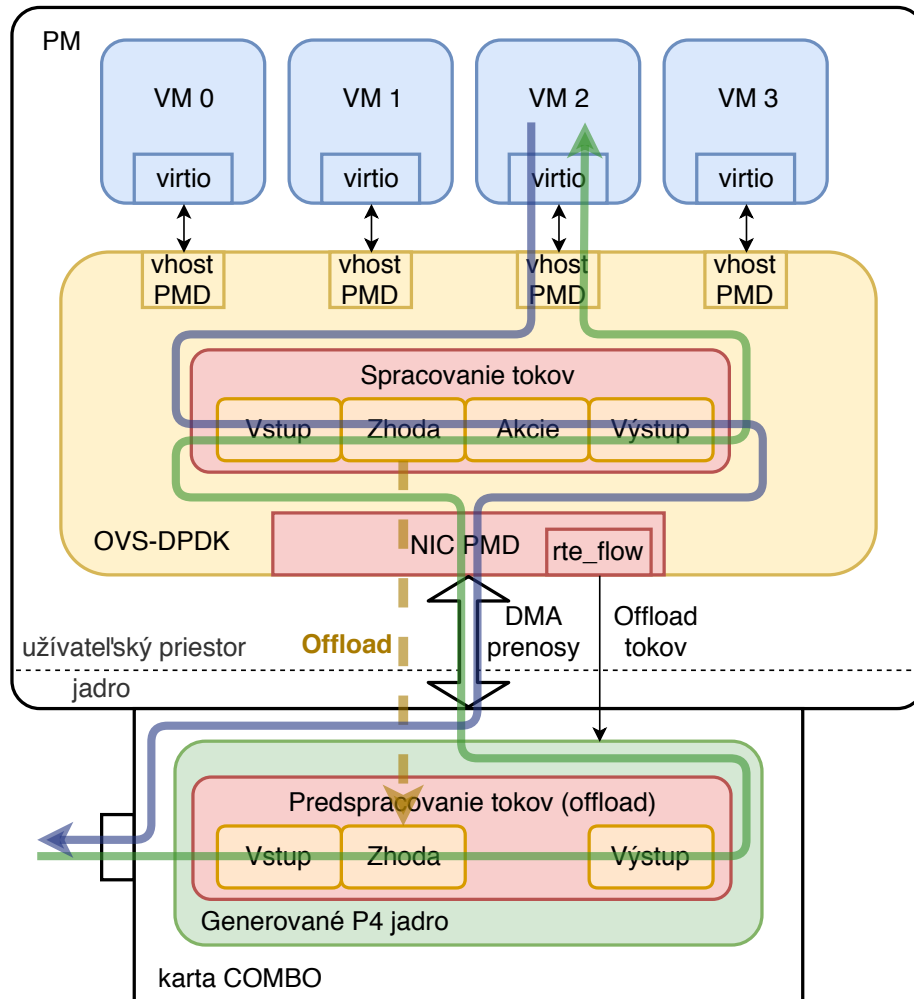 PM
VM 0
VM 1
VM 2
VM 3
virtio
virtio
virtio
virtio
vhost
PMD
vhost
PMD
vhost
PMD
vhost
PMD
Spracovanie tokov
Vstup
Zhoda
Akcie
Výstup
OVS-DPDK
NIC PMD
rte_flow
Offload
DMA
prenosy
Offload
tokov
užívateľský priestor
jadro
Predspracovanie tokov (offload)
Vstup
Zhoda
Výstup
Generované P4 jadro
karta COMBO